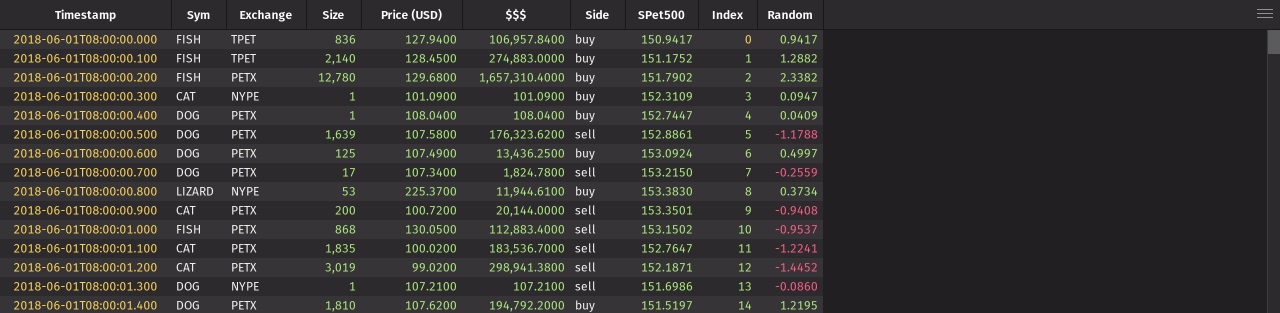 Timestamp Sym Exchange Size Price (USD) $$$ Side SPet500 Index Random
2018-06-01T08:00:00.000 FISH TPET 836 127.9400 106,957.8400 buy 150.9417 0 0.9417
2018-06-01T08:00:00.100 FISH TPET 2,140 128.4500 274,883.0000 buy 151.1752 1 1.2882
2018-06-01T08:00:00.200 FISH PETX 12,780 129.6800 1,657,310.4000 buy 151.7902 2 2.3382
2018-06-01T08:00:00.300 CAT NYPE 1 101.0900 101.0900 buy 152.3109 3 0.0947
2018-06-01T08:00:00.400 DOG PETX 1 108.0400 108.0400 buy 152.7447 4 0.0409
2018-06-01T08:00:00.500 DOG PETX 1,639 107.5800 176,323.6200 sell 152.8861 5 -1.1788
2018-06-01T08:00:00.600 DOG PETX 125 107.4900 13,436.2500 buy 153.0924 6 0.4997
2018-06-01T08:00:00.700 DOG PETX 17 107.3400 1,824.7800 sell 153.2150 7 -0.2559
2018-06-01T08:00:00.800 LIZARD NYPE 53 225.3700 11,944.6100 buy 153.3830 8 0.3734
2018-06-01T08:00:00.900 CAT PETX 200 100.7200 20,144.0000 sell 153.3501 9 -0.9408
2018-06-01T08:00:01.000 FISH PETX 868 130.0500 112,883.4000 sell 153.1502 10 -0.9537
2018-06-01T08:00:01.100 CAT PETX 1,835 100.0200 183,536.7000 sell 152.7647 11 -1.2241
2018-06-01T08:00:01.200 CAT PETX 3,019 99.0200 298,941.3800 sell 152.1871 12 -1.4452
2018-06-01T08:00:01.300 DOG NYPE 1 107.2100 107.2100 sell 151.6986 13 -0.0860
2018-06-01T08:00:01.400 DOG PETX 1,810 107.6200 194,792.2000 buy 151.5197 14 1.2195